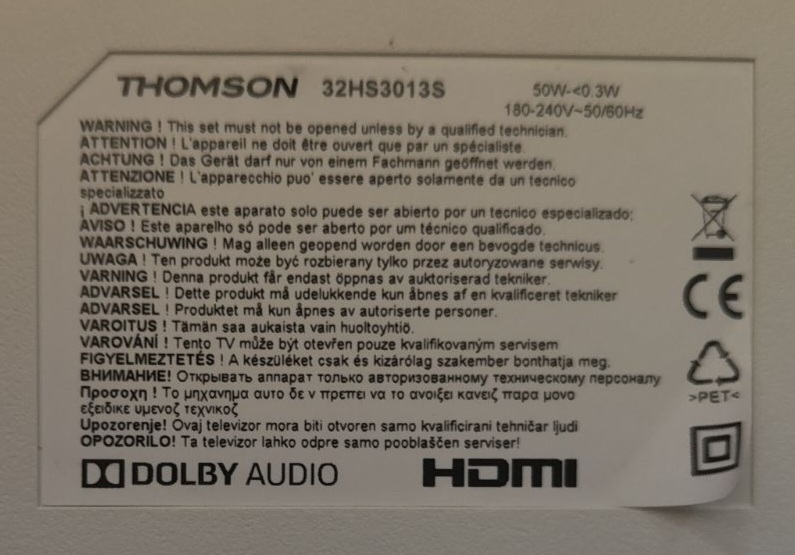 THOMSON 32HS3013S 50W-<0.3W
180-240V~50/60Hz
WARNING ! This set must not be opened unless by a qualified technician.
ATTENTION ! L'appareil ne doit être ouvert que par un spécialiste.
ACHTUNG ! Das Gerät darf nur von einem Fachmann geöffnet werden.
ATTENZIONE ! L'apparecchio puo' essere aperto solamente da un tecnico
specializzato
¡ ADVERTENCIA este aparato solo puede ser abierto por un tecnico especializado;
AVISO ! Este aparelho só pode ser aberto por um técnico qualificado.
WAARSCHUWING ! Mag alleen geopend worden door een bevogde technicus.
UWAGA ! Ten produkt może być rozbierany tylko przez autoryzowane serwisy.
VARNING ! Denna produkt får endast öppnas av auktoriserad tekniker.
ADVARSEL ! Dette produkt må udelukkende kun åbnes af en kvalificeret tekniker
ADVARSEL ! Produktet må kun åpnes av autoriserte personer.
VAROITUS ! Tämän saa aukaista vain huoltoyhtiö.
VAROVÁNÍ ! Tento TV může být otevřen pouze kvalifikovaným servisem
FIGYELMEZTETÉS ! A készüléket csak és kizárólag szakember bonthatja meg.
ВНИМАНИЕ! Открывать аппарат только авторизованному техническому персоналу
Προσοχη ! Το μηχανημα αυτο δε ν πρεπει να το ανοιξει κανειζ παρα μονο
εξειδικε υμενοζ τεχνικοζ
Upozorenje! Ovaj televizor mora biti otvoren samo kvalificirani tehničar ljudi
OPOZORILO! Ta televizor lahko odpre samo pooblaščen serviser!
DOLBY AUDIO HDMI
CE
>PET<